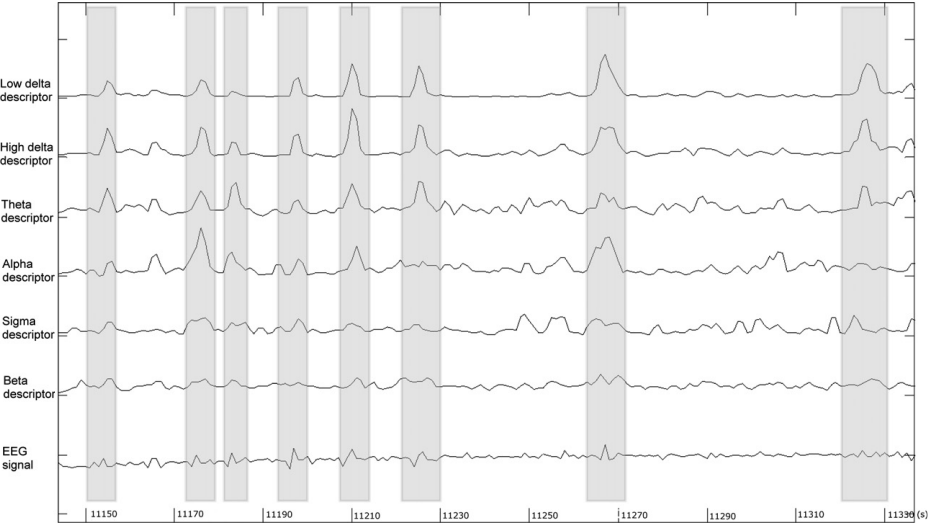 Low delta
descriptor
High delta
descriptor
Theta
descriptor
Alpha
descriptor
Sigma
descriptor
Beta
descriptor
EEG
signal
11150 11170 11190 11210 11230 11250 11270 11290 11310 11330 (s)